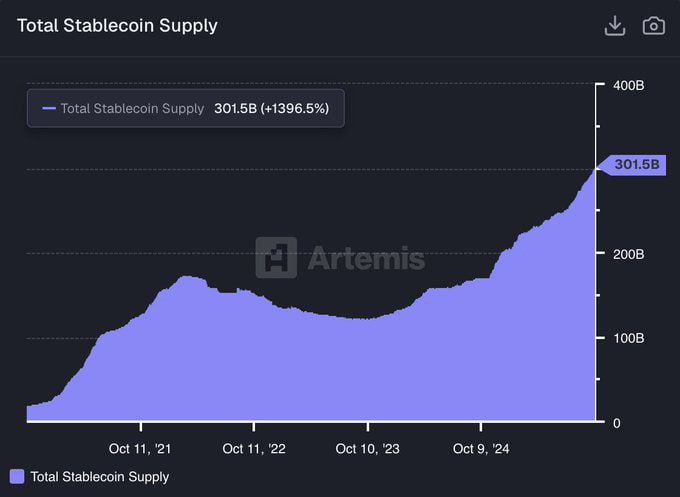 Total Stablecoin Supply
400B
Total Stablecoin Supply 301.5B (+1396.5%)
301.5B
Artemis
200B
100B
0
Oct 11, '21 Oct 11, '22 Oct 10, '23 Oct 9, '24
Total Stablecoin Supply